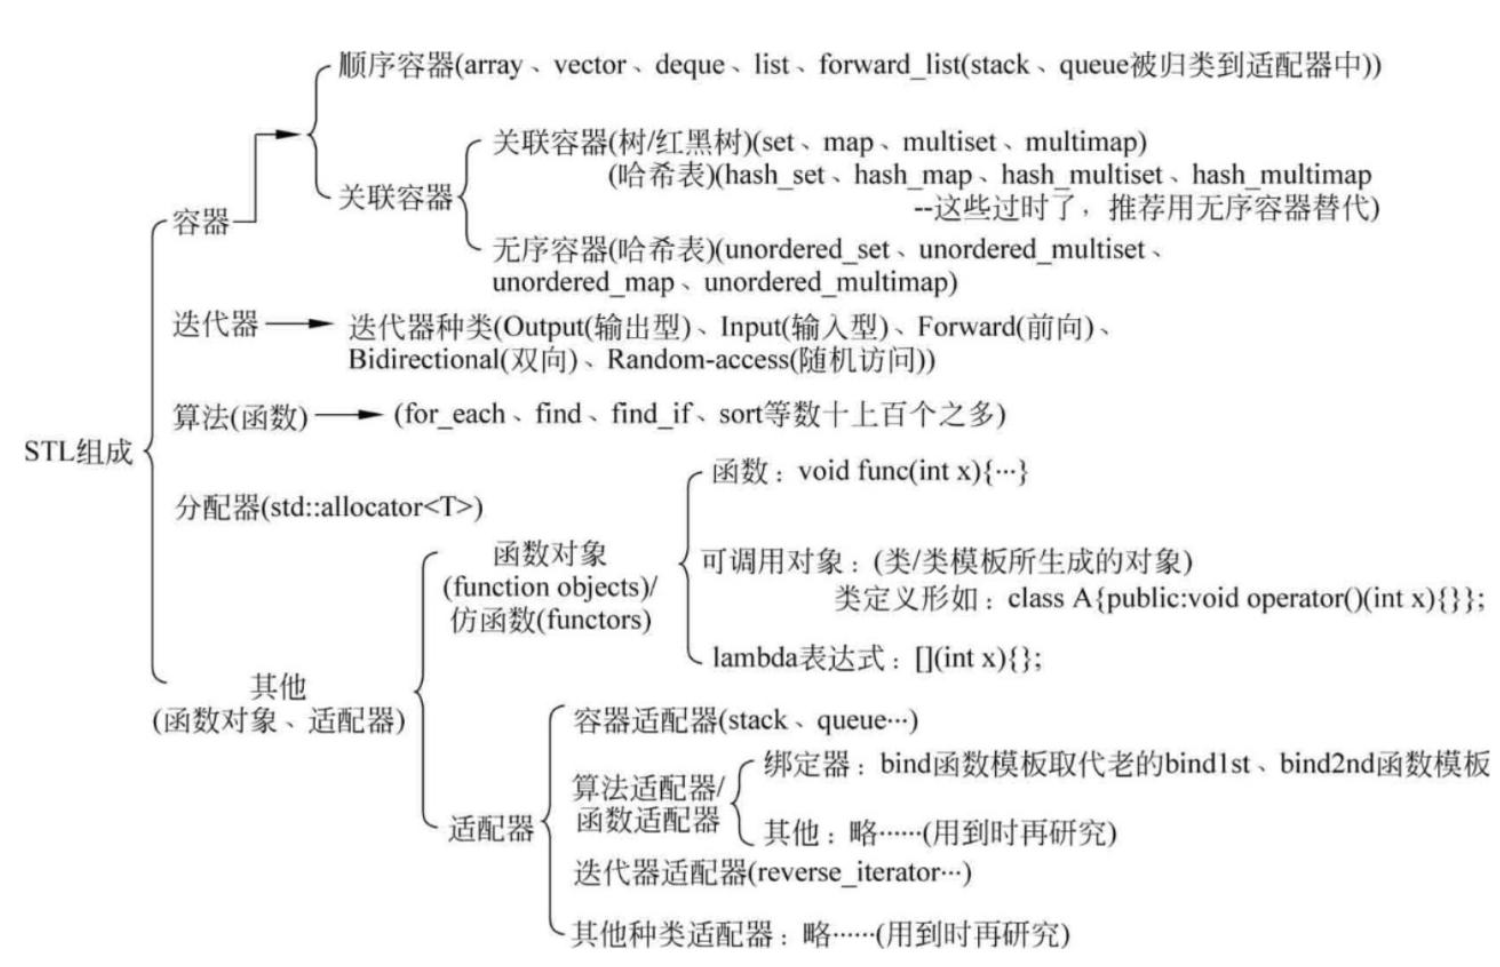 顺序容器(array、vector、deque、list、forward_list(stack、queue被归类到适配器中))
关联容器(树/红黑树)(set、map、multiset、multimap)
(哈希表)(hash_set、hash_map、hash_multiset、hash_multimap
--这些过时了，推荐用无序容器替代)
关联容器
容器
无序容器(哈希表)(unordered_set、unordered_multiset、
unordered_map、unordered_multimap)
迭代器
迭代器种类(Output(输出型)、Input(输入型)、Forward(前向)、
Bidirectional(双向)、Random-access(随机访问))
算法(函数)
(for_each、find、find_if、sort等数十上百个之多)
STL组成
分配器(std::allocator<T>)
函数：void func(int x){…}
函数对象
(function objects)/
仿函数(functors)
可调用对象：(类/类模板所生成的对象)
类定义形如：class A{public:void operator()(int x){}};
lambda表达式：[](int x){};
其他
(函数对象、适配器)
容器适配器(stack、queue…)
算法适配器/
函数适配器
绑定器：bind函数模板取代老的bind1st、bind2nd函数模板
其他：略……(用到时再研究)
适配器
迭代器适配器(reverse_iterator…)
其他种类适配器：略……(用到时再研究)